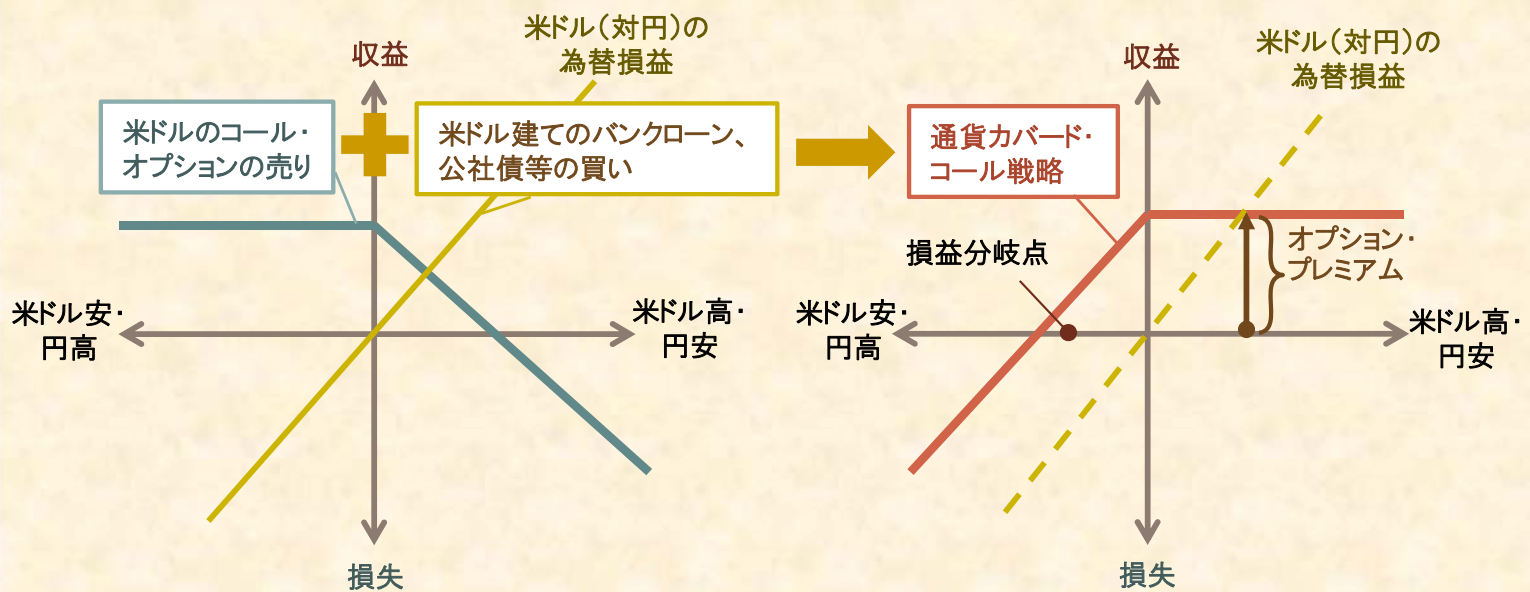 収益
米ドル（対円）の
為替損益
米ドルのコール・
オプションの売り
米ドル建てのバンクローン、
公社債等の買い
米ドル安・
円高
米ドル高・
円安
損失
収益
米ドル（対円）の
為替損益
通貨カバード・
コール戦略
損益分岐点
オプション・
プレミアム
米ドル安・
円高
米ドル高・
円安
損失